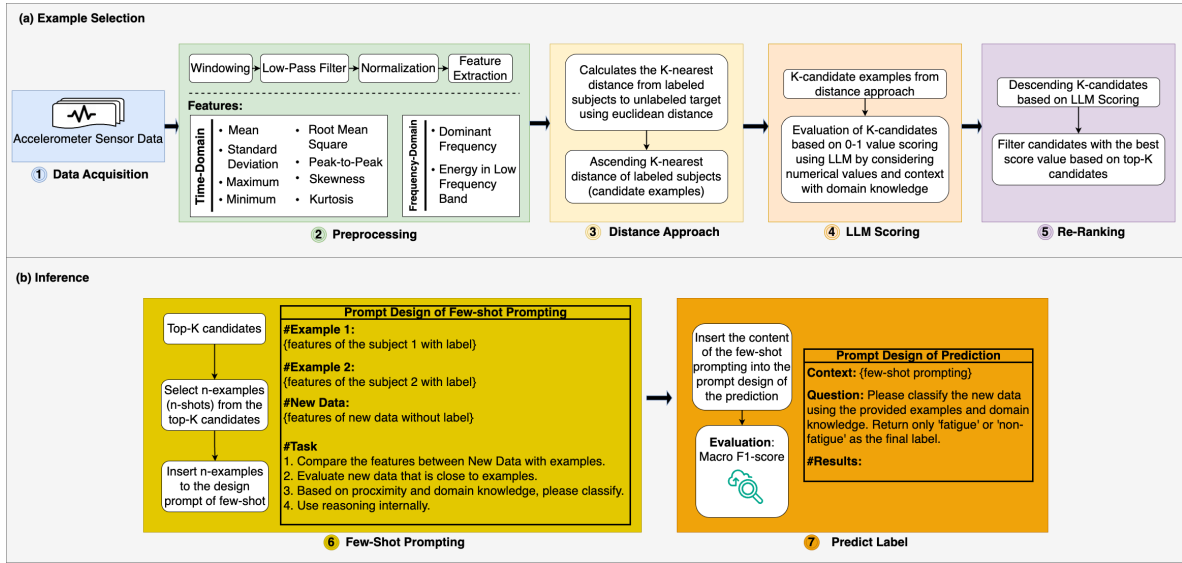 (a) Example Selection
Accelerometer Sensor Data
1 Data Acquisition
Windowing
Low-Pass Filter
Normalization
Feature
Extraction
Features:
Time-Domain
• Mean
• Standard
Deviation
• Maximum
• Minimum
• Root Mean
Square
• Peak-to-Peak
• Skewness
• Kurtosis
Frequency-Domain
• Dominant
Frequency
• Energy in Low
Frequency
Band
2 Preprocessing
Calculates the K-nearest
distance from labeled
subjects to unlabeled target
using euclidean distance
Ascending K-nearest
distance of labeled subjects
(candidate examples)
3 Distance Approach
K-candidate examples from
distance approach
Evaluation of K-candidates
based on 0-1 value scoring
using LLM by considering
numerical values and context
with domain knowledge
4 LLM Scoring
Descending K-candidates
based on LLM Scoring
Filter candidates with the best
score value based on top-K
candidates
5 Re-Ranking
(b) Inference
Top-K candidates
Select n-examples
(n-shots) from the
top-K candidates
Insert n-examples
to the design
prompt of few-shot
Prompt Design of Few-shot Prompting
#Example 1:
{features of the subject 1 with label}
#Example 2:
{features of the subject 2 with label}
#New Data:
{features of new data without label}
#Task
1. Compare the features between New Data with examples.
2. Evaluate new data that is close to examples.
3. Based on procximity and domain knowledge, please classify.
4. Use reasoning internally.
6 Few-Shot Prompting
Insert the content
of the few-shot
prompting into the
prompt design of
the prediction
Evaluation:
Macro F1-score
Prompt Design of Prediction
Context: {few-shot prompting}
Question: Please classify the new data
using the provided examples and domain
knowledge. Return only 'fatigue' or 'non-
fatigue' as the final label.
#Results:
7 Predict Label